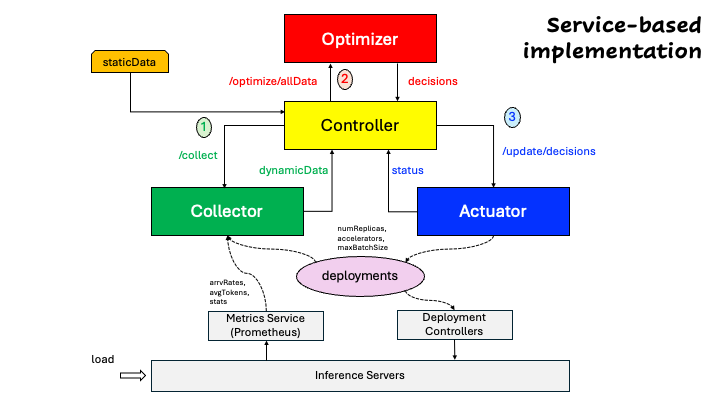 Service-based
implementation
Optimizer
staticData
/optimize/allData
2
decisions
Controller
1
3
/collect
dynamicData
status
/update/decisions
Collector
Actuator
numReplicas,
accelerators,
maxBatchSize
deployments
arrvRates,
avgTokens,
stats
Metrics Service
(Prometheus)
Deployment
Controllers
load
Inference Servers